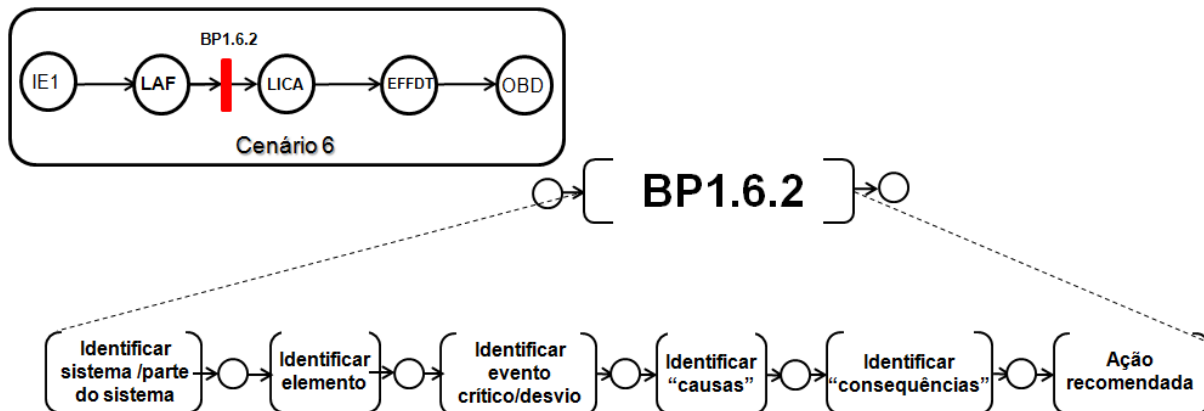 BP1.6.2
IE1
LAF
LICA
EFFDT
OBD
Cenário 6
BP1.6.2
Identificar
sistema /parte
do sistema
Identificar
elemento
Identificar
evento
crítico/desvio
Identificar
“causas”
Identificar
“consequências”
Ação
recomendada